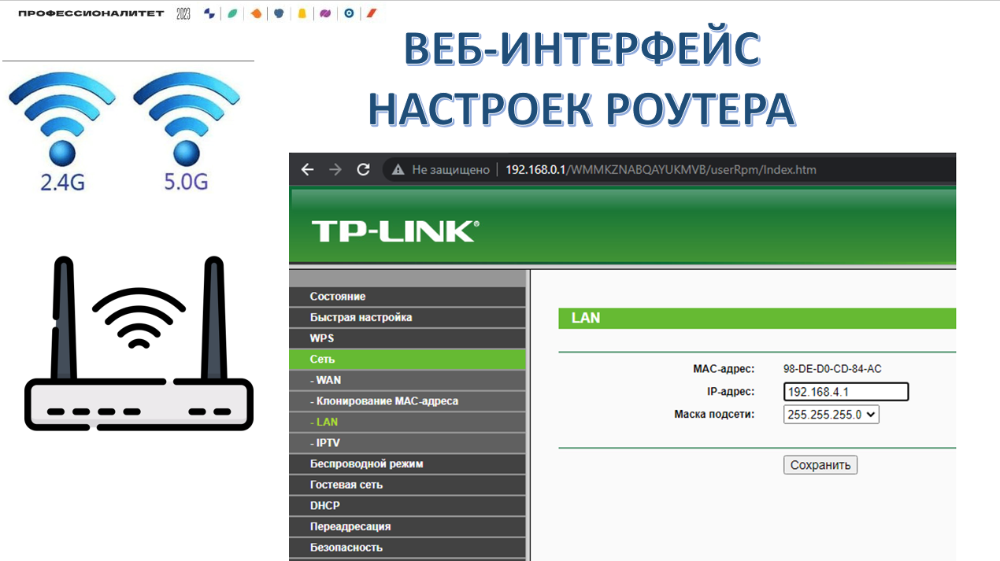 ПРОФЕССИОНАЛИТЕТ 2023
ВЕБ-ИНТЕРФЕЙС
НАСТРОЕК РОУТЕРА
2.4G 5.0G
Не защищено 192.168.0.1/WMMKZNABQAYUKMVB/userRpm/Index.htm
TP-LINK®
Состояние
Быстрая настройка
WPS
Сеть
- WAN
- Клонирование MAC-адреса
- LAN
- IPTV
Беспроводной режим
Гостевая сеть
DHCP
Переадресация
Безопасность
LAN
MAC-адрес: 98-DE-D0-CD-84-AC
IP-адрес: 192.168.4.1
Маска подсети: 255.255.255.0
Сохранить